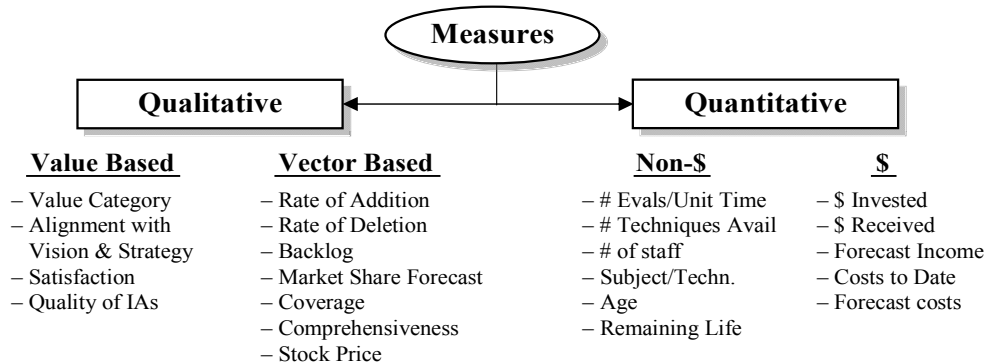 Measures
Qualitative
Quantitative
Value Based
– Value Category
– Alignment with
Vision & Strategy
– Satisfaction
– Quality of IAs
Vector Based
– Rate of Addition
– Rate of Deletion
– Backlog
– Market Share Forecast
– Coverage
– Comprehensiveness
– Stock Price
Non-$
– # Evals/Unit Time
– # Techniques Avail
– # of staff
– Subject/Techn.
– Age
– Remaining Life
$
– $ Invested
– $ Received
– Forecast Income
– Costs to Date
– Forecast costs